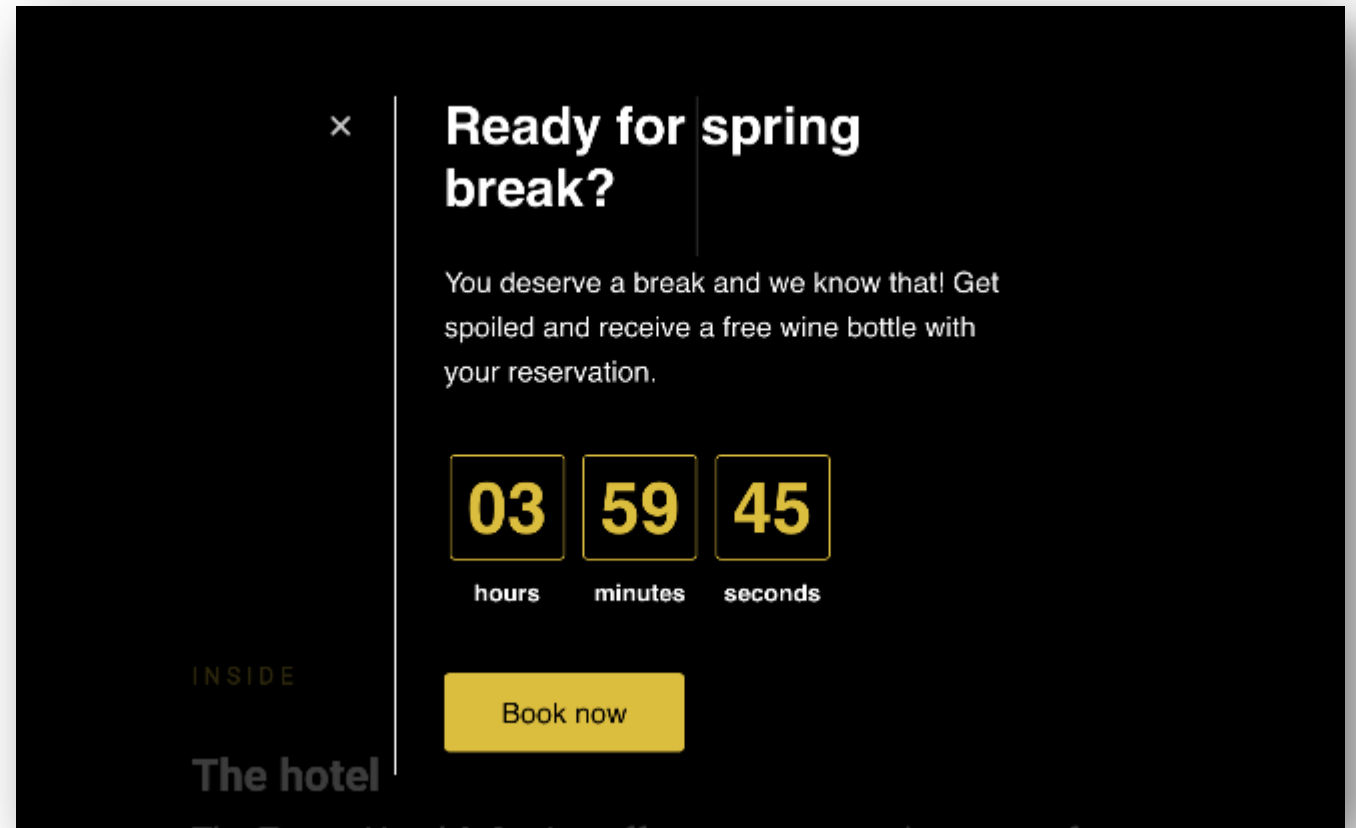 ×
Ready for spring
break?
You deserve a break and we know that! Get
spoiled and receive a free wine bottle with
your reservation.
03 59 45
hours minutes seconds
Book now
INSIDE
The hotel